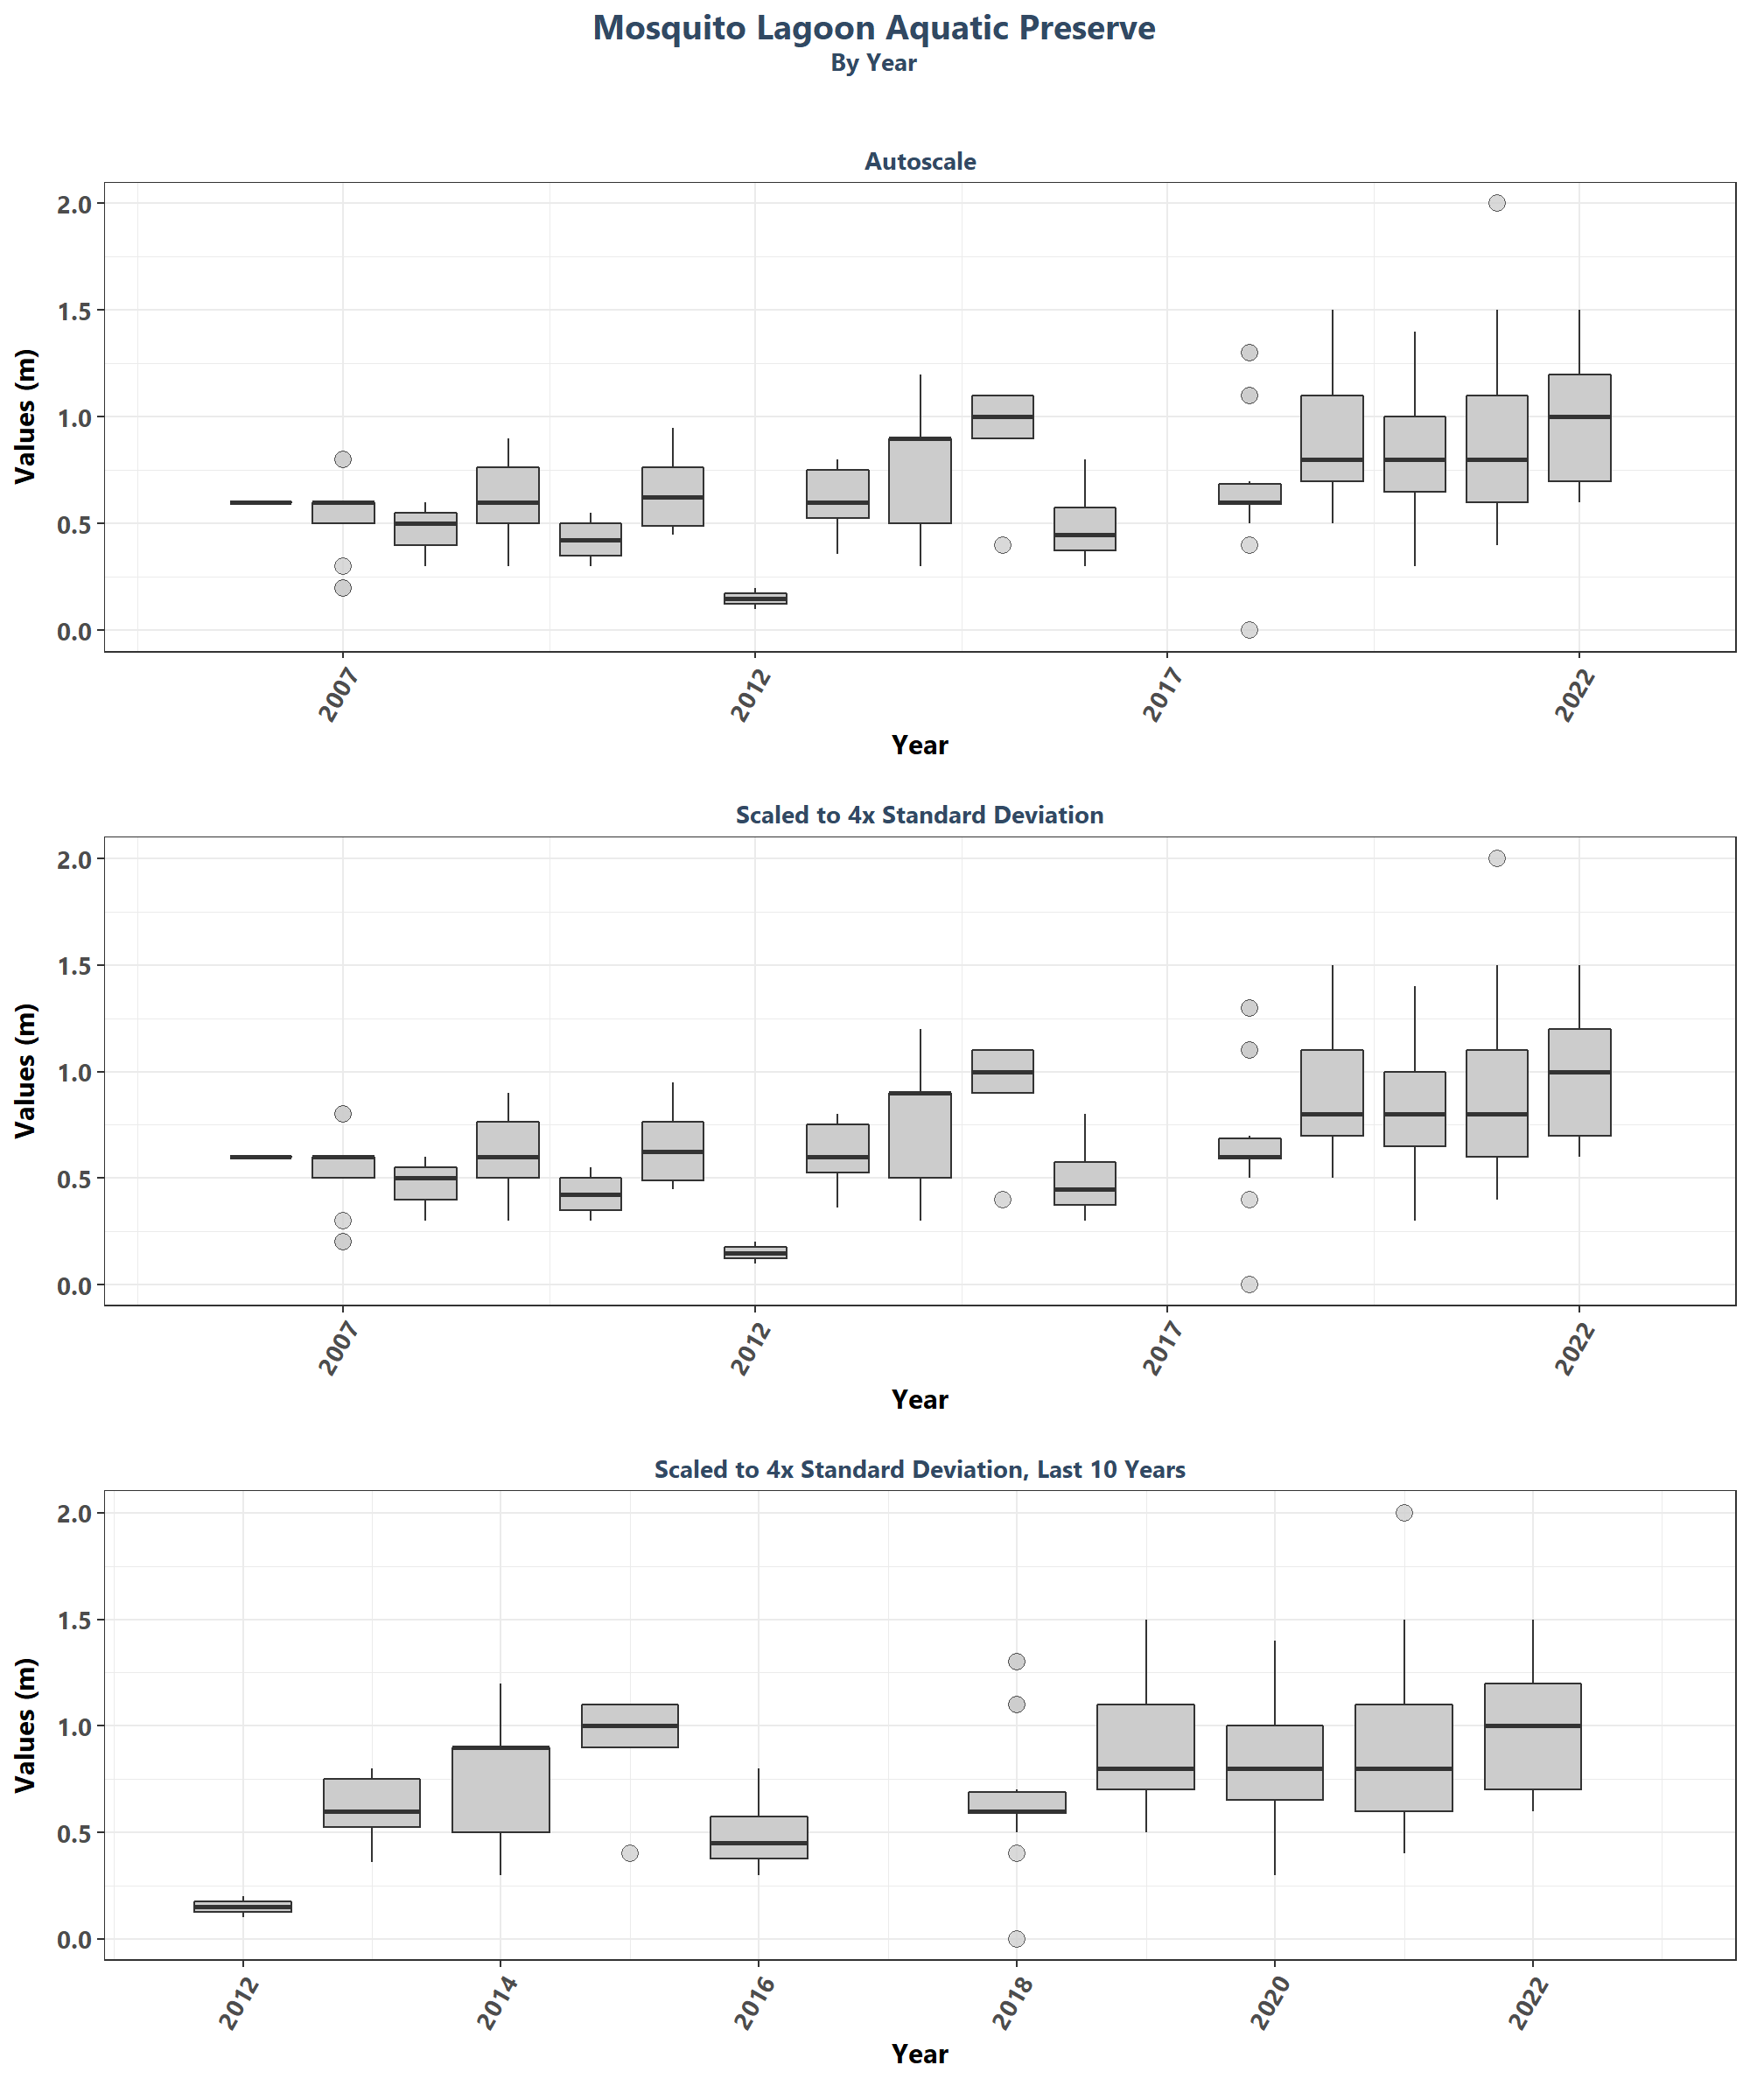 Mosquito Lagoon Aquatic Preserve
By Year
Autoscale
Values (m)
2.0
1.5
1.0
0.5
0.0
2007 2012 2017 2022
Year
Scaled to 4x Standard Deviation
Values (m)
2.0
1.5
1.0
0.5
0.0
2007 2012 2017 2022
Year
Scaled to 4x Standard Deviation, Last 10 Years
Values (m)
2.0
1.5
1.0
0.5
0.0
2012 2014 2016 2018 2020 2022
Year